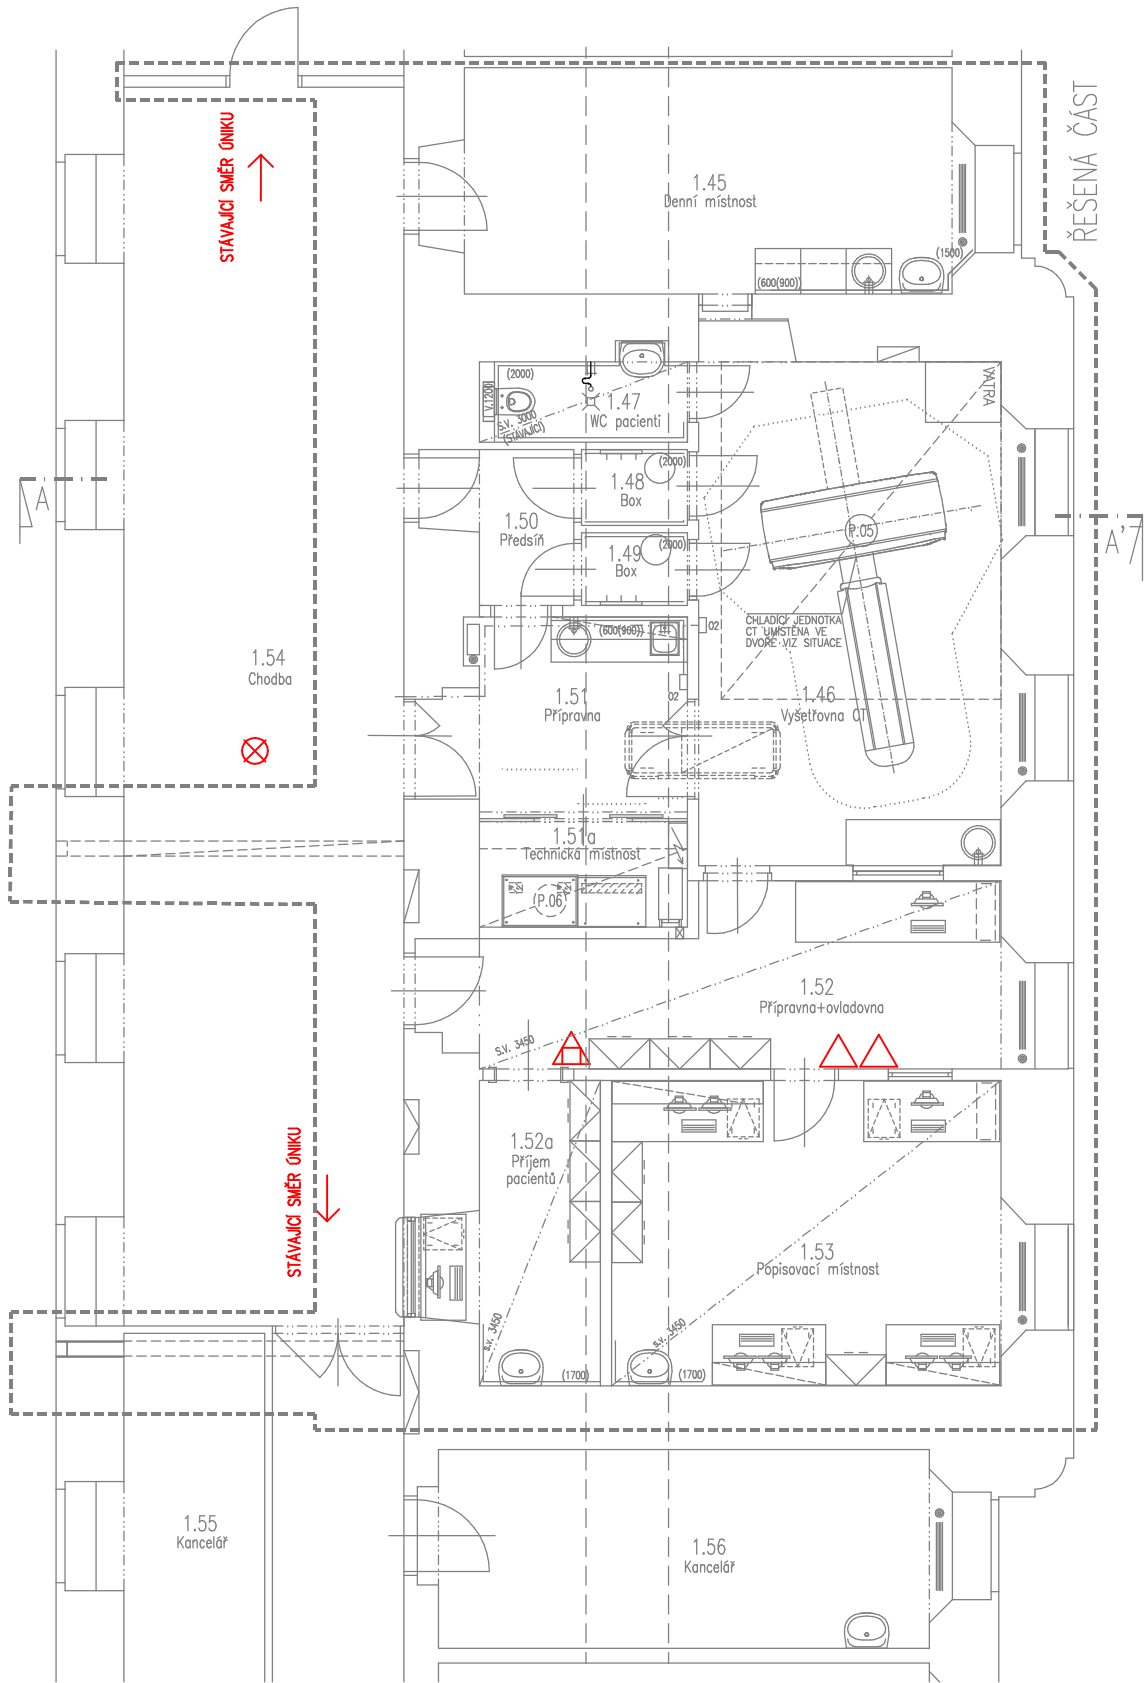 ŘEŠENÁ ČÁST
STÁVAJÍCÍ SMĚR ÚNIKU
1.45
Denní místnost
(1500)
(600(900))
(2000)
V.1200
1.47
WC pacienti
S.V. 3000
(STÁVAJÍCÍ)
VATRA
A
A'
(2000)
1.48
Box
1.50
Předsíň
(2000)
1.49
Box
P.05
CHLADÍCÍ JEDNOTKA
CT UMÍSTĚNA VE
DVOŘE VIZ SITUACE
(600(900))
O2
1.54
Chodba
1.51
Přípravna
O2
1.46
Vyšetřovna CT
1.51a
Technická místnost
P.06
1.52
Přípravna+ovladovna
S.V. 3450
STÁVAJÍCÍ SMĚR ÚNIKU
1.52a
Příjem
pacientů
1.53
Popisovací místnost
S.V. 3450
S.V. 3450
(1700)
(1700)
1.55
Kancelář
1.56
Kancelář